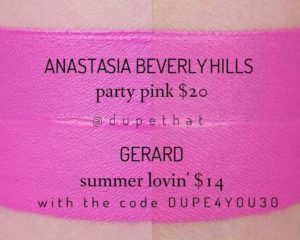 ANASTASIA BEVERLY HILLS
party pink $20
@dupethat
GERARD
summer lovin' $14
with the code DUPE4YOU30